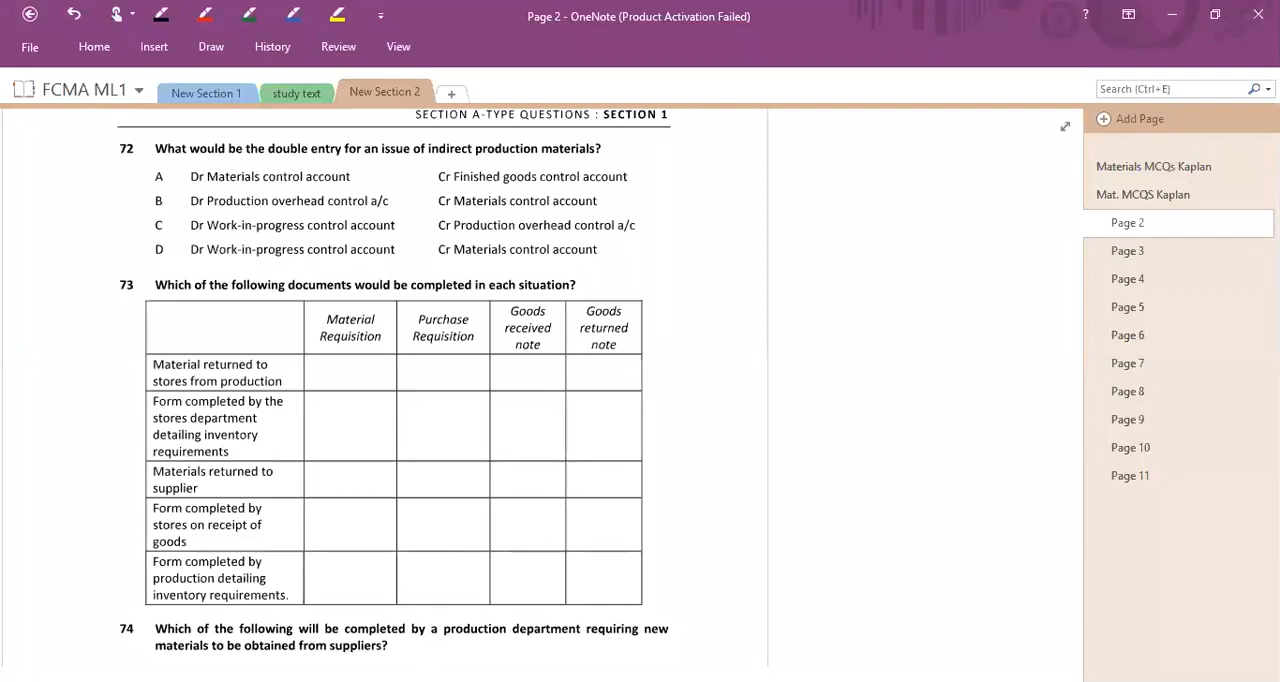 Page 2 - OneNote (Product Activation Failed)
?
File Home Insert Draw History Review View
FCMA ML1 New Section 1 study text New Section 2 +
Search (Ctrl+E)
Add Page
Materials MCQs Kaplan
Mat. MCQS Kaplan
Page 2
Page 3
Page 4
Page 5
Page 6
Page 7
Page 8
Page 9
Page 10
Page 11
SECTION A-TYPE QUESTIONS : SECTION 1
72 What would be the double entry for an issue of indirect production materials?
A Dr Materials control account Cr Finished goods control account
B Dr Production overhead control a/c Cr Materials control account
C Dr Work-in-progress control account Cr Production overhead control a/c
D Dr Work-in-progress control account Cr Materials control account
73 Which of the following documents would be completed in each situation?
Material
Requisition
Purchase
Requisition
Goods
received
note
Goods
returned
note
Material returned to
stores from production
Form completed by the
stores department
detailing inventory
requirements
Materials returned to
supplier
Form completed by
stores on receipt of
goods
Form completed by
production detailing
inventory requirements.
74 Which of the following will be completed by a production department requiring new
materials to be obtained from suppliers?